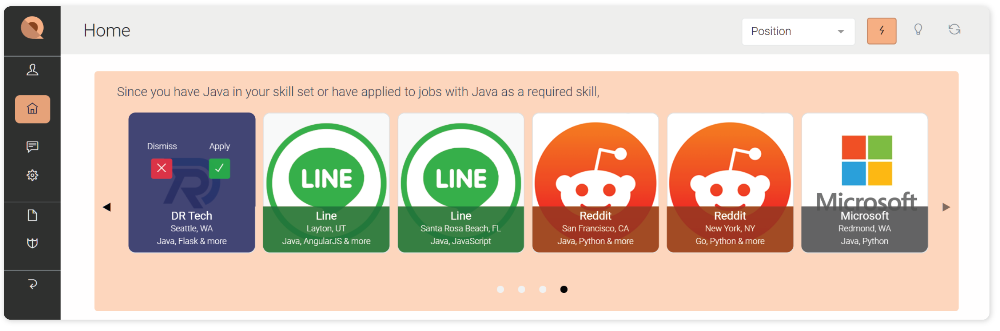 Home
Position
Since you have Java in your skill set or have applied to jobs with Java as a required skill,
Dismiss
Apply
DR Tech
Seattle, WA
Java, Flask & more
LINE
Line
Layton, UT
Java, AngularJS & more
LINE
Line
Santa Rosa Beach, FL
Java, JavaScript
Reddit
San Francisco, CA
Java, Python & more
Reddit
New York, NY
Go, Python & more
Microsoft
Microsoft
Redmond, WA
Java, Python